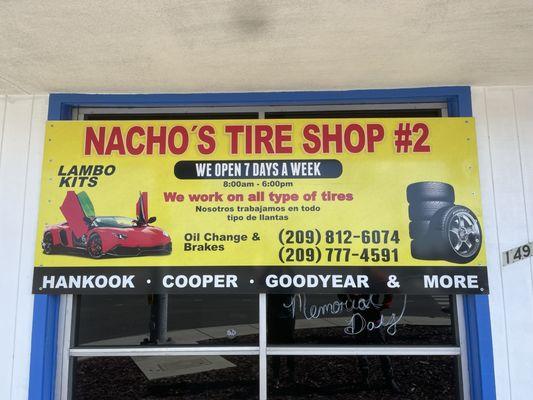 NACHO´S TIRE SHOP #2
LAMBO
KITS
WE OPEN 7 DAYS A WEEK
8:00am - 6:00pm
We work on all type of tires
Nosotros trabajamos en todo
tipo de llantas
Oil Change &
Brakes
(209) 812-6074
(209) 777-4591
HANKOOK · COOPER · GOODYEAR & MORE
Memorial
Day
149